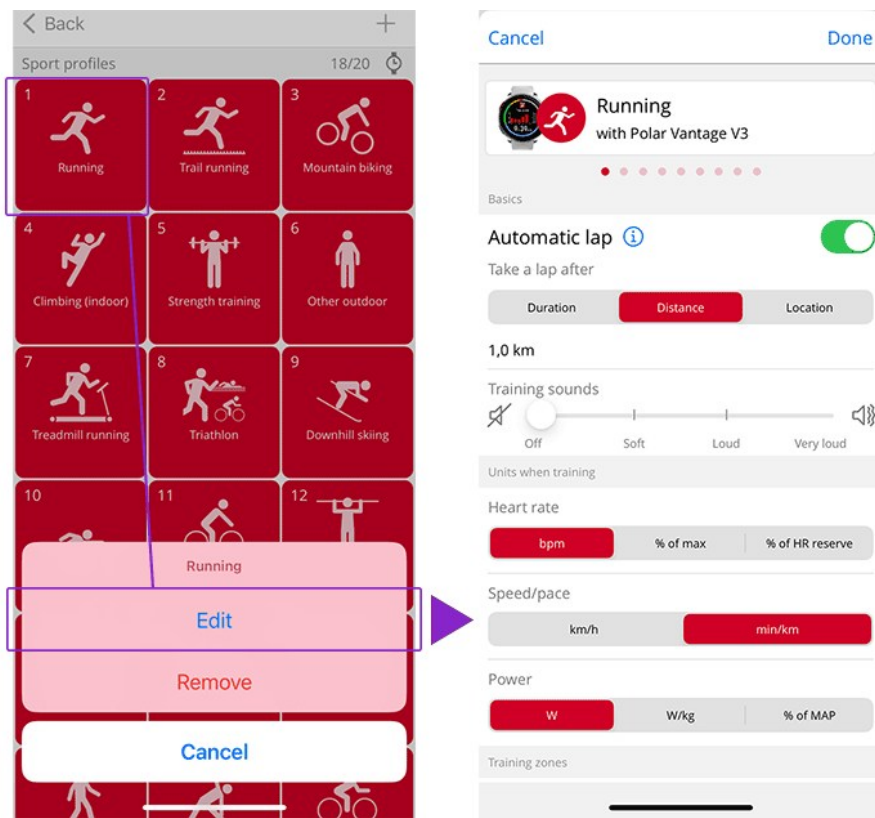 Back
Sport profiles 18/20
1 2 3
Running Trail running Mountain biking
4 5 6
Climbing (indoor) Strength training Other outdoor
7 8 9
Treadmill running Triathlon Downhill skiing
10 11 12
Running
Edit
Remove
Cancel
Cancel Done
Running
with Polar Vantage V3
Basics
Automatic lap
Take a lap after
Duration Distance Location
1,0 km
Training sounds
Off Soft Loud Very loud
Units when training
Heart rate
bpm % of max % of HR reserve
Speed/pace
km/h min/km
Power
W W/kg % of MAP
Training zones